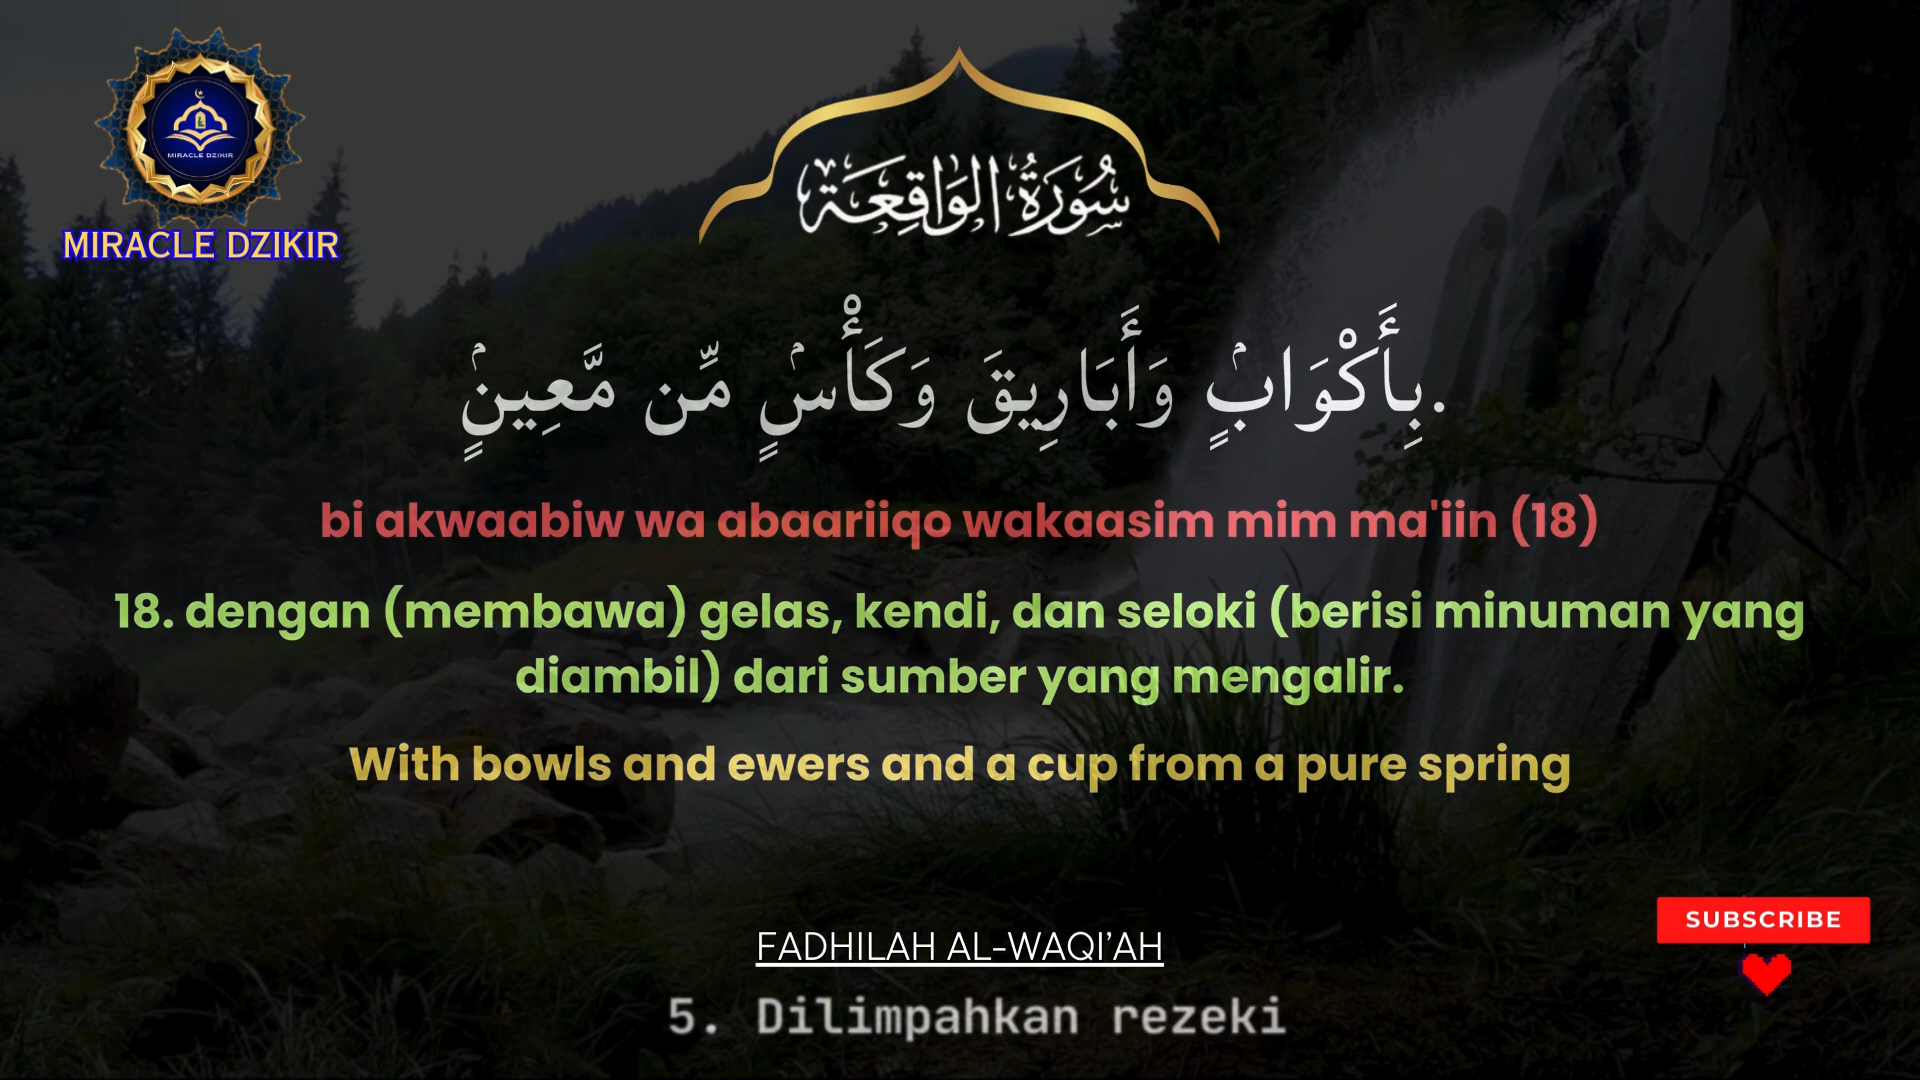 MIRACLE DZIKIR
MIRACLE DZIKIR
سُورَةُ الوَاقِعَة
بِأَكْوَابٍۢ وَأَبَارِيقَ وَكَأْسٍۢ مِّن مَّعِينٍۢ.
bi akwaabiw wa abaariiqo wakaasim mim ma'iin (18)
18. dengan (membawa) gelas, kendi, dan seloki (berisi minuman yang
diambil) dari sumber yang mengalir.
With bowls and ewers and a cup from a pure spring
FADHILAH AL-WAQI’AH
5. Dilimpahkan rezeki
SUBSCRIBE